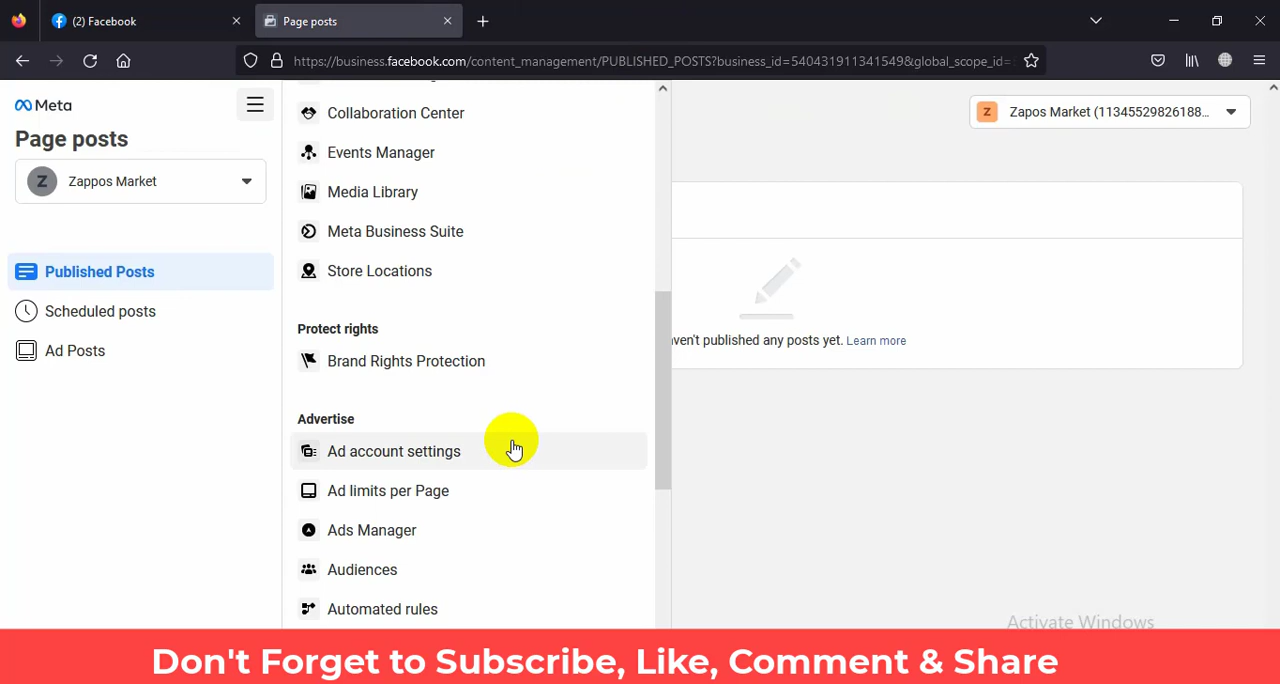 (2) Facebook
Page posts
https://business.facebook.com/content_management/PUBLISHED_POSTS?business_id=540431911341549&global_scope_id=
Meta
Page posts
Z Zappos Market
Published Posts
Scheduled posts
Ad Posts
Collaboration Center
Events Manager
Media Library
Meta Business Suite
Store Locations
Protect rights
Brand Rights Protection
Advertise
Ad account settings
Ad limits per Page
Ads Manager
Audiences
Automated rules
Z Zapos Market (11345529826188...
ven't published any posts yet. Learn more
Activate Windows
Don't Forget to Subscribe, Like, Comment & Share